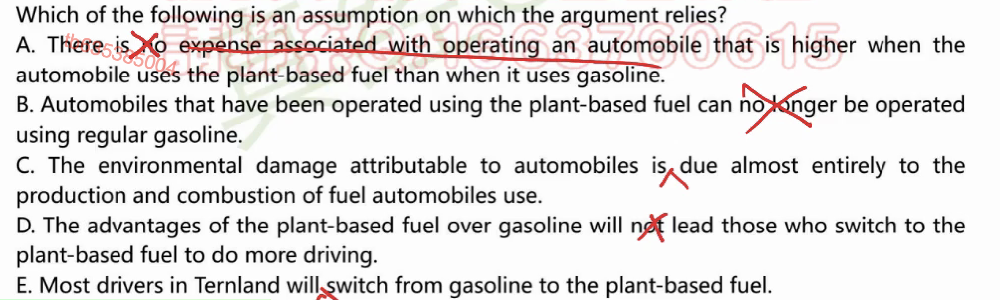 Which of the following is an assumption on which the argument relies?
A. There is no expense associated with operating an automobile that is higher when the
automobile uses the plant-based fuel than when it uses gasoline.
B. Automobiles that have been operated using the plant-based fuel can no longer be operated
using regular gasoline.
C. The environmental damage attributable to automobiles is due almost entirely to the
production and combustion of fuel automobiles use.
D. The advantages of the plant-based fuel over gasoline will not lead those who switch to the
plant-based fuel to do more driving.
E. Most drivers in Ternland will switch from gasoline to the plant-based fuel.
tb635385004
Q:1663760615